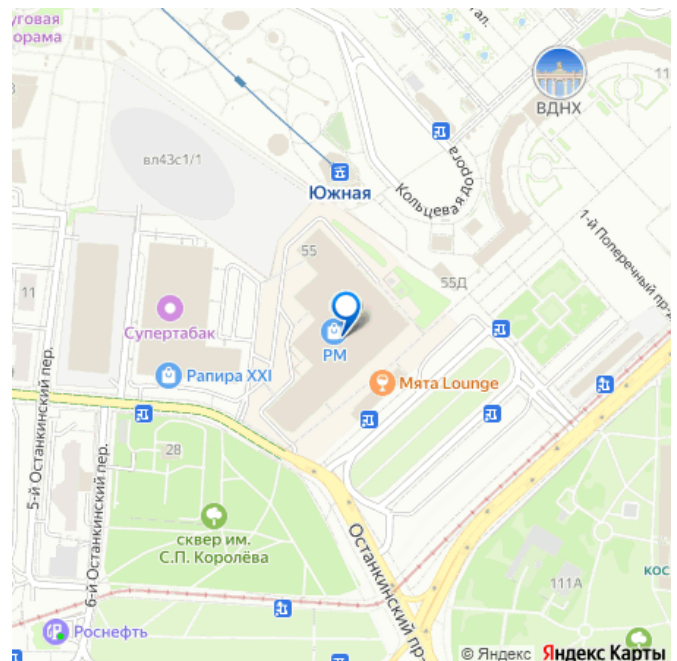 уговая
орама
ВДНХ
вл43с1/1
Южная
Кольцевая дорога
1-й Поперечный пр-
55
55Д
11
Супертабак
РМ
Рапира XXI
Мята Lounge
5-й Останкинский пер.
6-й Останкинский пер.
28
сквер им.
С.П. Королёва
Останкинский пр-
111А
кос
Роснефть
© Яндекс Яндекс Карты